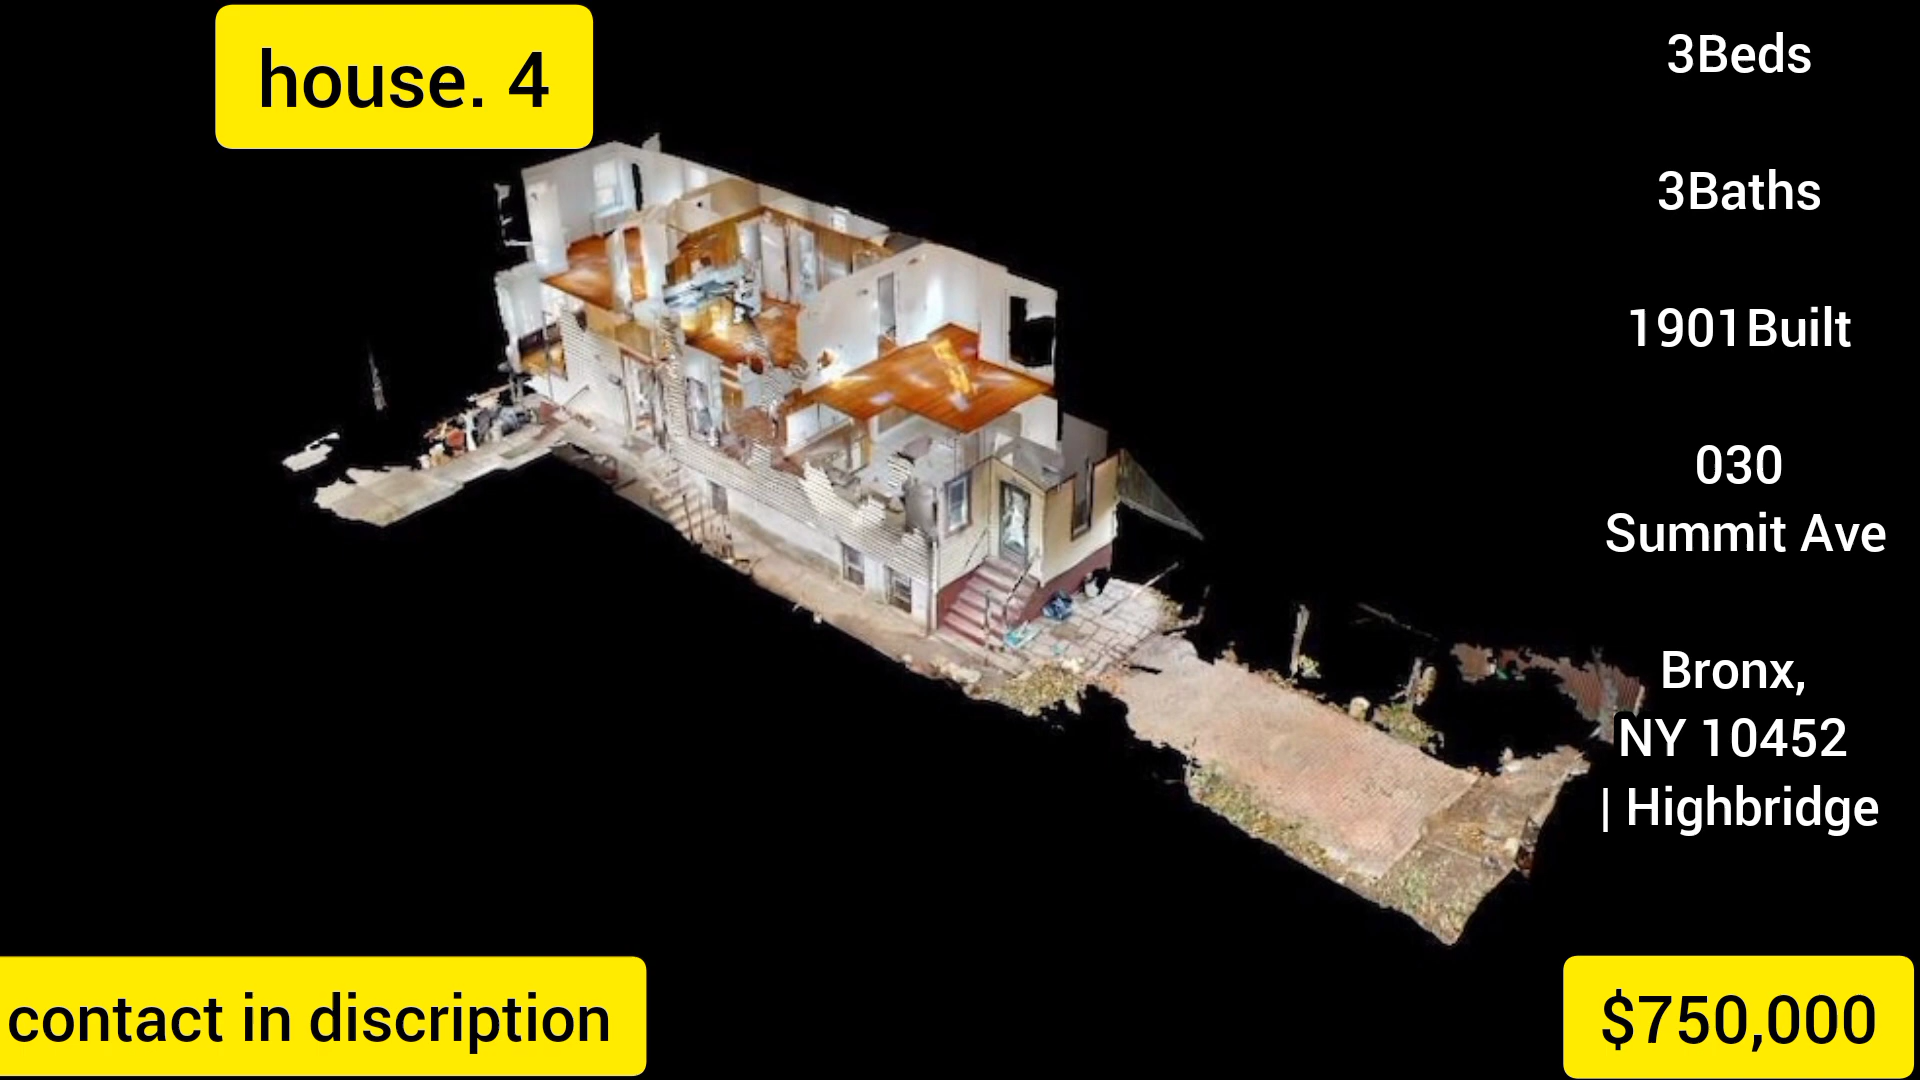 house. 4
3Beds
3Baths
1901Built
030
Summit Ave
Bronx,
NY 10452
| Highbridge
contact in discription
$750,000